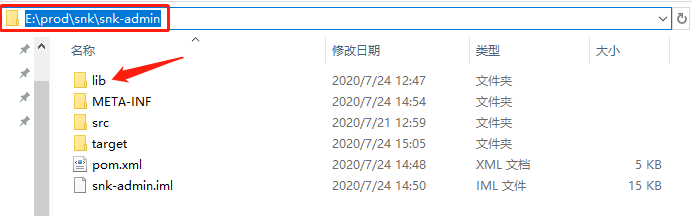 E:\prod\snk\snk-admin
名称 修改日期 类型 大小
lib 2020/7/24 12:47 文件夹
META-INF 2020/7/24 14:54 文件夹
src 2020/7/21 12:59 文件夹
target 2020/7/24 15:05 文件夹
pom.xml 2020/7/24 14:48 XML 文档 5 KB
snk-admin.iml 2020/7/24 14:50 IML 文件 15 KB